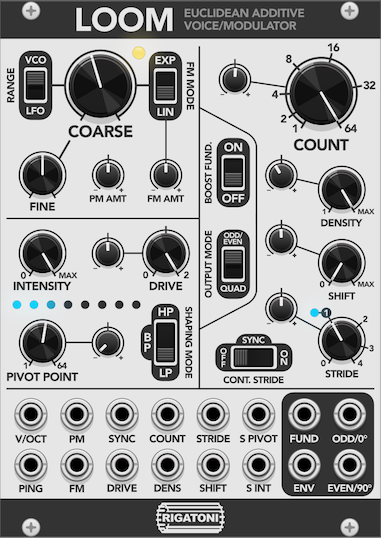 LOOM EUCLIDEAN ADDITIVE
VOICE/MODULATOR
RANGE
VCO
LFO
COARSE
EXP
LIN
FM MODE
FINE
- +
PM AMT
- +
FM AMT
- +
1 2 4 8 16 32 64
COUNT
BOOST FUND.
ON
OFF
- +
1 MAX
DENSITY
INTENSITY
MAX
- +
0 2
DRIVE
OUTPUT MODE
ODD/
EVEN
QUAD
- +
0 MAX
SHIFT
1 64
PIVOT POINT
- +
HP
BP
LP
SHAPING MODE
SYNC
OFF
ON
CONT. STRIDE
- +
1
0 2 3 4
STRIDE
V/OCT PM SYNC COUNT STRIDE S PIVOT FUND ODD/0°
PING FM DRIVE DENS SHIFT S INT ENV EVEN/90°
RIGATONI